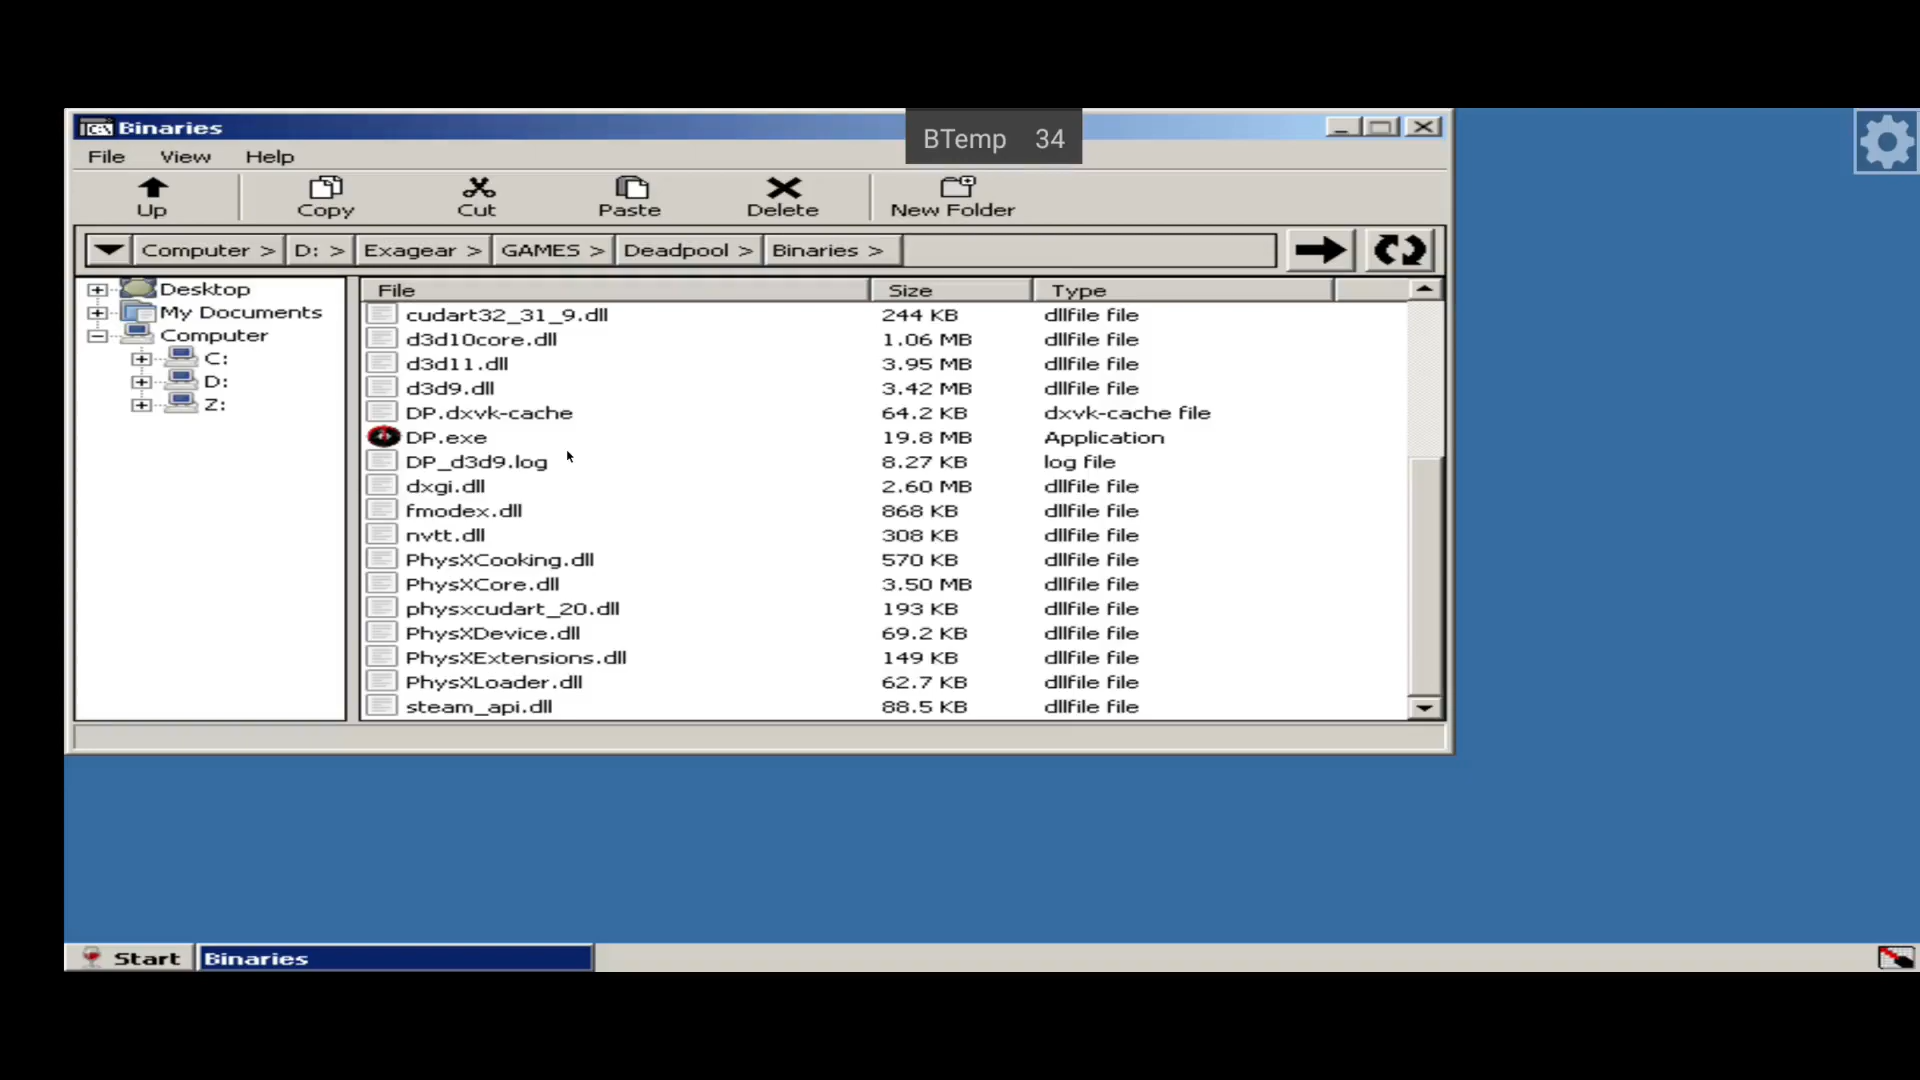 Binaries
BTemp 34
File View Help
Up Copy Cut Paste Delete New Folder
Computer > D: > Exagear > GAMES > Deadpool > Binaries >
Desktop
My Documents
Computer
C:
D:
Z:
File Size Type
cudart32_31_9.dll 244 KB dllfile file
d3d10core.dll 1.06 MB dllfile file
d3d11.dll 3.95 MB dllfile file
d3d9.dll 3.42 MB dllfile file
DP.dxvk-cache 64.2 KB dxvk-cache file
DP.exe 19.8 MB Application
DP_d3d9.log 8.27 KB log file
dxgi.dll 2.60 MB dllfile file
fmodex.dll 868 KB dllfile file
nvtt.dll 308 KB dllfile file
PhysXCooking.dll 570 KB dllfile file
PhysXCore.dll 3.50 MB dllfile file
physxcudart_20.dll 193 KB dllfile file
PhysXDevice.dll 69.2 KB dllfile file
PhysXExtensions.dll 149 KB dllfile file
PhysXLoader.dll 62.7 KB dllfile file
steam_api.dll 88.5 KB dllfile file
Start Binaries